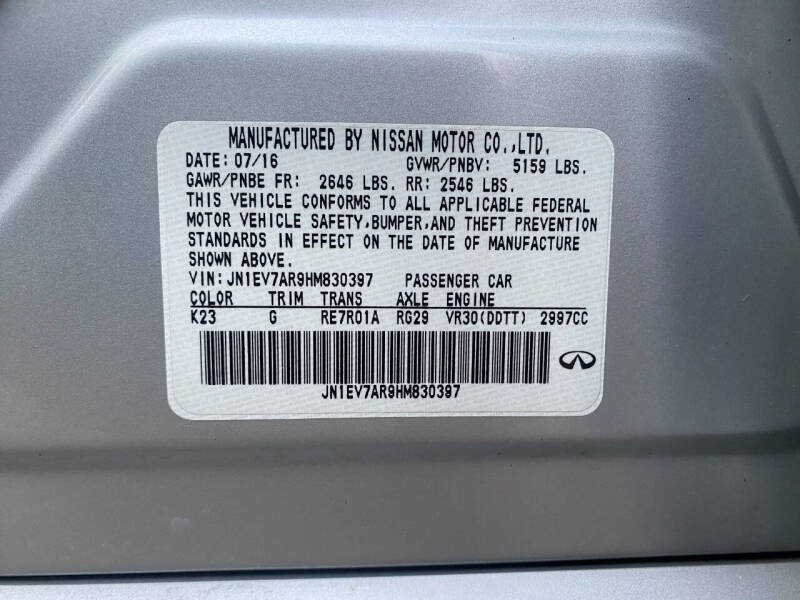 MANUFACTURED BY NISSAN MOTOR CO.,LTD.
DATE: 07/16 GVWR/PNBV: 5159 LBS.
GAWR/PNBE FR: 2646 LBS. RR: 2546 LBS.
THIS VEHICLE CONFORMS TO ALL APPLICABLE FEDERAL
MOTOR VEHICLE SAFETY,BUMPER,AND THEFT PREVENTION
STANDARDS IN EFFECT ON THE DATE OF MANUFACTURE
SHOWN ABOVE.
VIN:JN1EV7AR9HM830397 PASSENGER CAR
COLOR TRIM TRANS AXLE ENGINE
K23 G RE7R01A RG29 VR30(DDTT) 2997CC
JN1EV7AR9HM830397